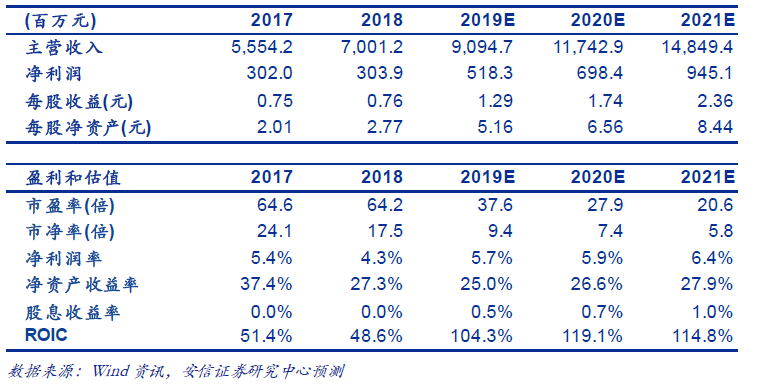 (百万元) 2017 2018 2019E 2020E 2021E
主营收入 5,554.2 7,001.2 9,094.7 11,742.9 14,849.4
净利润 302.0 303.9 518.3 698.4 945.1
每股收益(元) 0.75 0.76 1.29 1.74 2.36
每股净资产(元) 2.01 2.77 5.16 6.56 8.44
盈利和估值 2017 2018 2019E 2020E 2021E
市盈率(倍) 64.6 64.2 37.6 27.9 20.6
市净率(倍) 24.1 17.5 9.4 7.4 5.8
净利润率 5.4% 4.3% 5.7% 5.9% 6.4%
净资产收益率 37.4% 27.3% 25.0% 26.6% 27.9%
股息收益率 0.0% 0.0% 0.5% 0.7% 1.0%
ROIC 51.4% 48.6% 104.3% 119.1% 114.8%
数据来源：Wind 资讯，安信证券研究中心预测